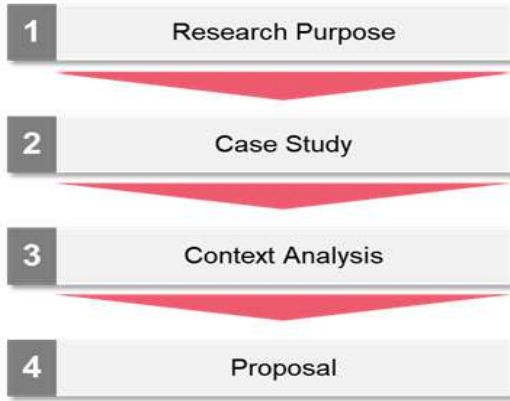 1 Research Purpose
2 Case Study
3 Context Analysis
4 Proposal